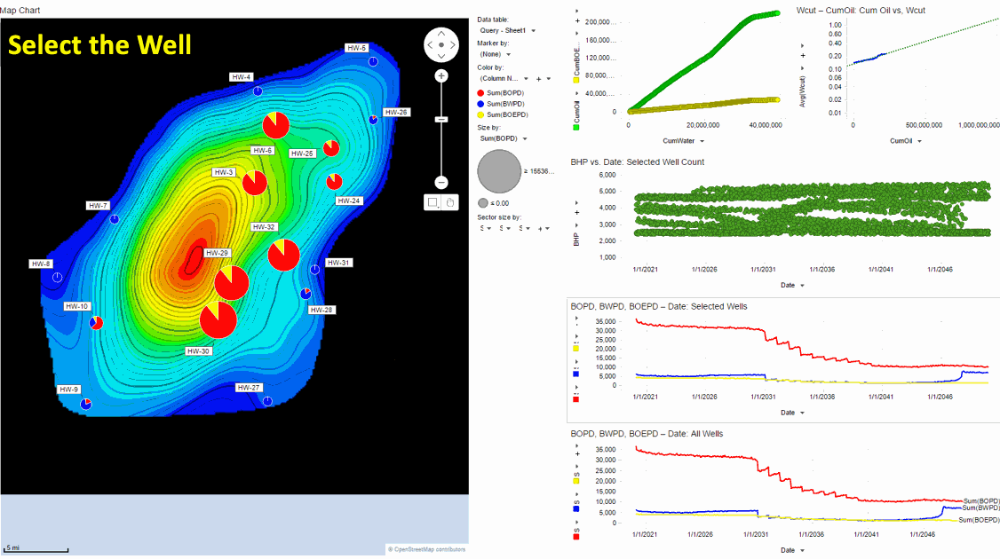 Map Chart
Select the Well
HW-5
HW-4
HW-26
HW-6
HW-25
HW-3
HW-24
HW-7
HW-32
HW-29
HW-31
HW-8
HW-28
HW-10
HW-30
HW-27
HW-9
5 mi
© OpenStreetMap contributors
Data table:
Query - Sheet1
Marker by:
(None)
Color by:
(Column N...
+
Sum(BOPD)
Sum(BWPD)
Sum(BOEPD)
Size by:
Sum(BOPD)
≥ 15536...
≤ 0.00
Sector size by:
S S S +
+
CumBOE...
CumOil
200,000...
160,000...
120,000...
80,000,...
40,000,...
0
0 20,000,000 40,000,000
CumWater
Wcut – CumOil: Cum Oil vs, Wcut
+
Avg(Wcut)
1.00
0.60
0.40
0.20
0.10
0.06
0.04
0.02
0.01
0 500,000,000 1,000,000,0...
CumOil
BHP vs. Date: Selected Well Count
+
BHP
6,000
5,000
4,000
3,000
2,000
1,000
1/1/2021 1/1/2026 1/1/2031 1/1/2036 1/1/2041 1/1/2046
Date
BOPD, BWPD, BOEPD – Date: Selected Wells
35,000
30,000
25,000
20,000
15,000
10,000
5,000
0
1/1/2021 1/1/2026 1/1/2031 1/1/2036 1/1/2041 1/1/2046
Date
BOPD, BWPD, BOEPD – Date: All Wells
+
S
S
S
35,000
30,000
25,000
20,000
15,000
10,000
5,000
0
Sum(BOPD)
Sum(BWPD)
Sum(BOEPD)
1/1/2021 1/1/2026 1/1/2031 1/1/2036 1/1/2041 1/1/2046
Date